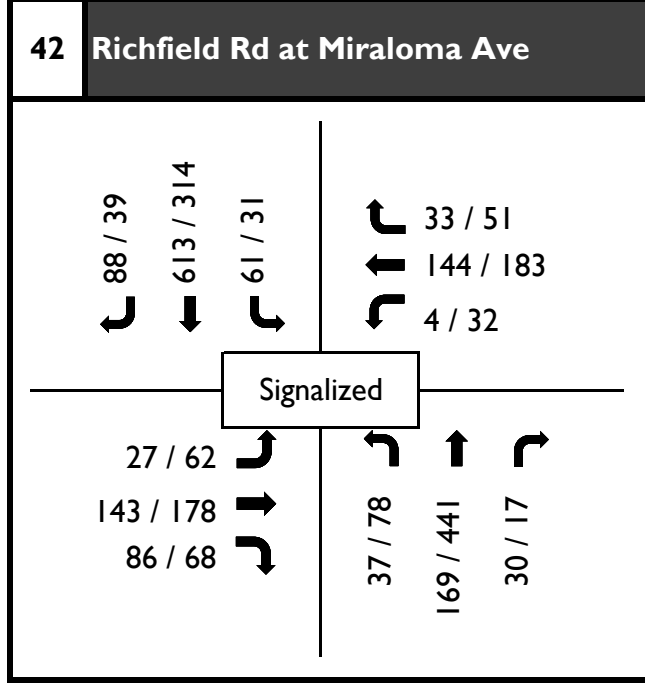 42 Richfield Rd at Miraloma Ave
88 / 39
613 / 314
61 / 31
33 / 51
144 / 183
4 / 32
Signalized
27 / 62
143 / 178
86 / 68
37 / 78
169 / 441
30 / 17